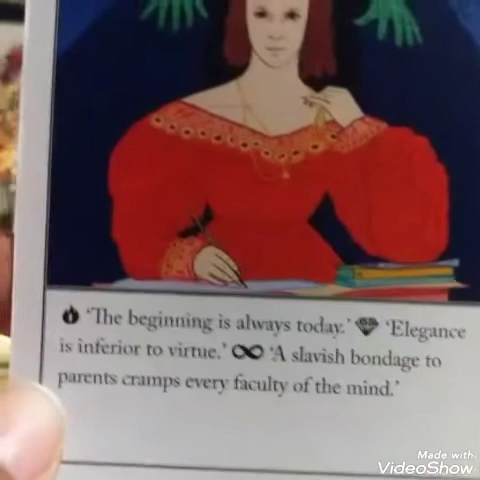 'The beginning is always today.' 'Elegance
is inferior to virtue.' 'A slavish bondage to
parents cramps every faculty of the mind.'
Made with
VideoShow